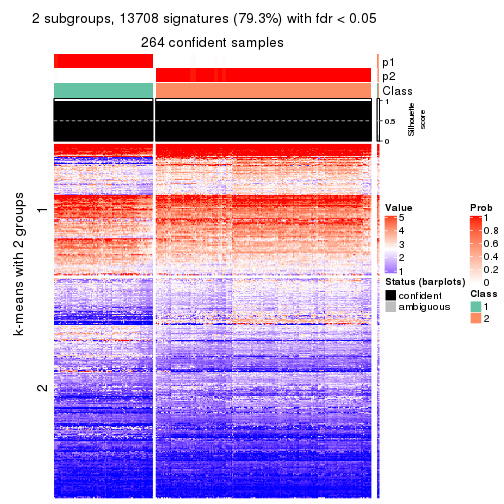 2 subgroups, 13708 signatures (79.3%) with fdr < 0.05
264 confident samples
p1
p2
Class
1
0.5
0
Silhouette
score
k-means with 2 groups
1
2
Value
5
4
3
2
1
Status (barplots)
confident
ambiguous
Prob
1
0.8
0.6
0.4
0.2
0
Class
1
2